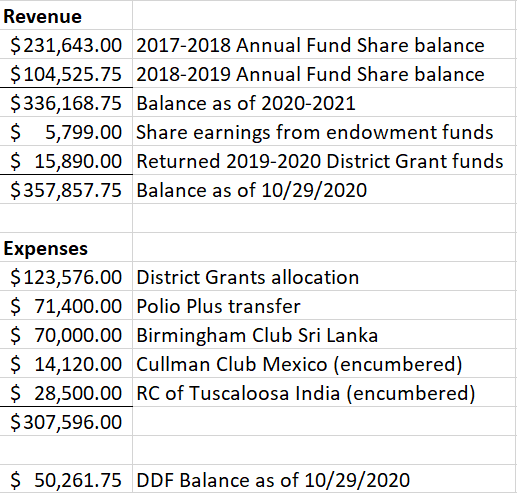 Revenue
$231,643.00 2017-2018 Annual Fund Share balance
$104,525.75 2018-2019 Annual Fund Share balance
$336,168.75 Balance as of 2020-2021
$ 5,799.00 Share earnings from endowment funds
$ 15,890.00 Returned 2019-2020 District Grant funds
$357,857.75 Balance as of 10/29/2020
Expenses
$123,576.00 District Grants allocation
$ 71,400.00 Polio Plus transfer
$ 70,000.00 Birmingham Club Sri Lanka
$ 14,120.00 Cullman Club Mexico (encumbered)
$ 28,500.00 RC of Tuscaloosa India (encumbered)
$307,596.00
$ 50,261.75 DDF Balance as of 10/29/2020